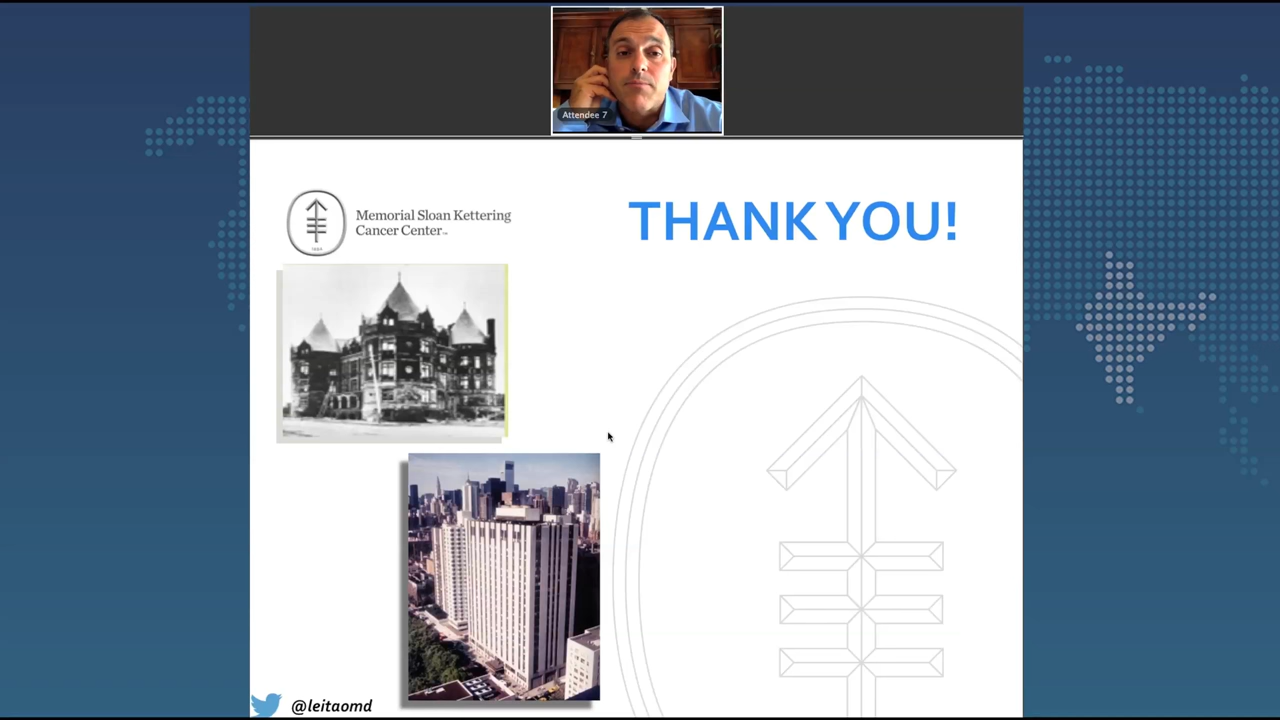 Attendee 7
Memorial Sloan Kettering
Cancer Center
THANK YOU!
@leitaomd